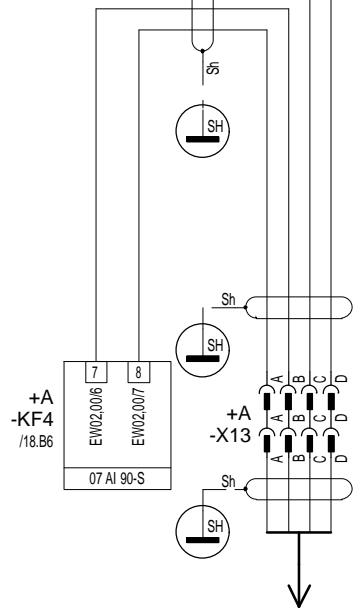 Sh
SH
Sh
SH
7 8
EW02,00/6
EW02,00/7
+A
-KF4
/18.B6
07 AI 90-S
+A
-X13
A B C D
A B C D
A B C D
Sh
SH